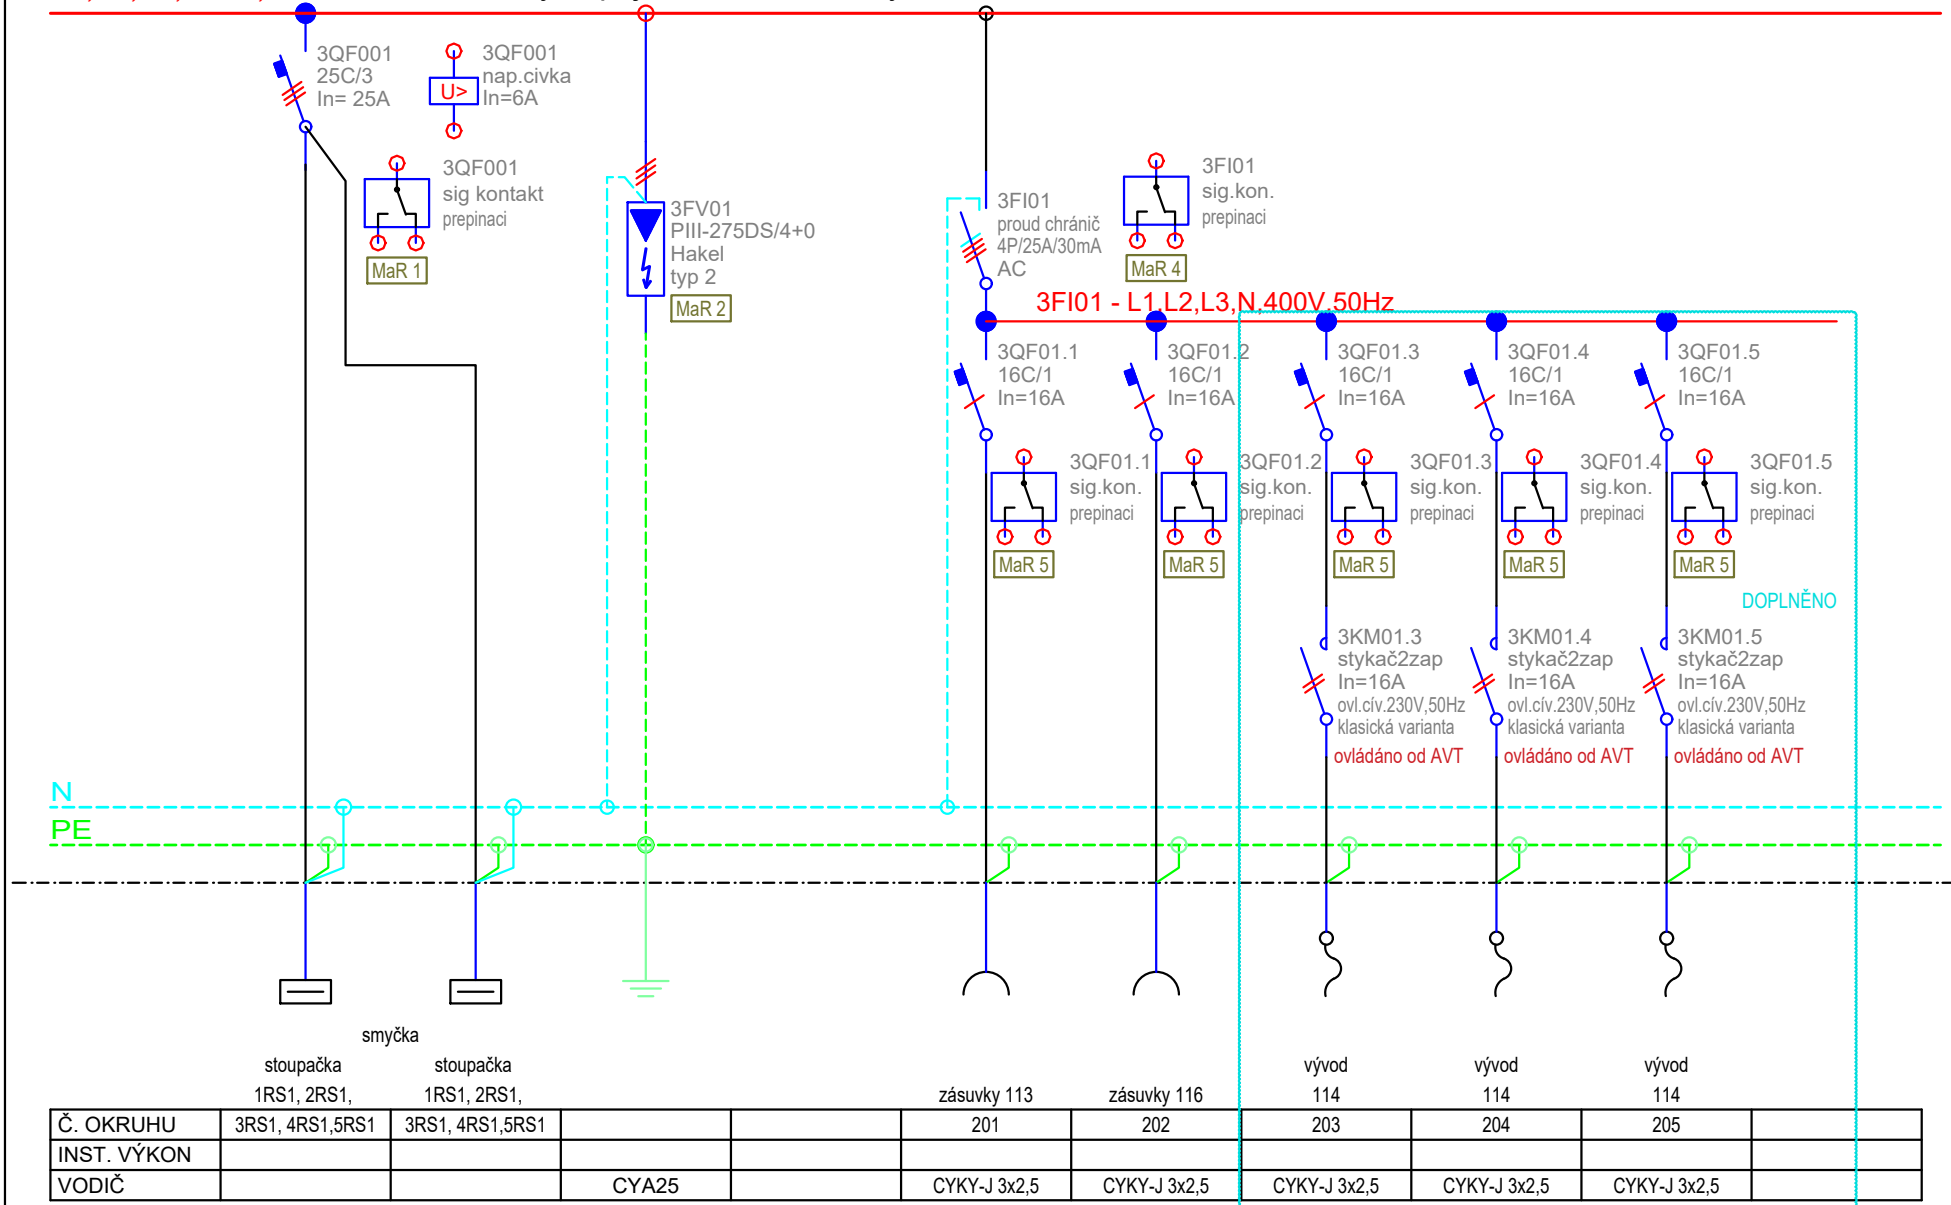 3QF001
25C/3
In= 25A
3QF001
nap.civka
In=6A
U>
3QF001
sig kontakt
prepinaci
MaR 1
3FV01
PIII-275DS/4+0
Hakel
typ 2
MaR 2
3FI01
proud chránič
4P/25A/30mA
AC
3FI01
sig.kon.
prepinaci
MaR 4
3FI01 - L1,L2,L3,N,400V,50Hz
3QF01.1
16C/1
In=16A
3QF01.2
16C/1
In=16A
3QF01.3
16C/1
In=16A
3QF01.4
16C/1
In=16A
3QF01.5
16C/1
In=16A
3QF01.1
sig.kon.
prepinaci
MaR 5
3QF01.2
sig.kon.
prepinaci
MaR 5
3QF01.3
sig.kon.
prepinaci
MaR 5
3QF01.4
sig.kon.
prepinaci
MaR 5
3QF01.5
sig.kon.
prepinaci
MaR 5
DOPLNĚNO
3KM01.3
stykač2zap
In=16A
ovl.cív.230V,50Hz
klasická varianta
ovládáno od AVT
3KM01.4
stykač2zap
In=16A
ovl.cív.230V,50Hz
klasická varianta
ovládáno od AVT
3KM01.5
stykač2zap
In=16A
ovl.cív.230V,50Hz
klasická varianta
ovládáno od AVT
N
PE
smyčka
stoupačka stoupačka vývod vývod vývod
1RS1, 2RS1, 1RS1, 2RS1, zásuvky 113 zásuvky 116 114 114 114
Č. OKRUHU 3RS1, 4RS1,5RS1 3RS1, 4RS1,5RS1 201 202 203 204 205
INST. VÝKON
VODIČ CYA25 CYKY-J 3x2,5 CYKY-J 3x2,5 CYKY-J 3x2,5 CYKY-J 3x2,5 CYKY-J 3x2,5